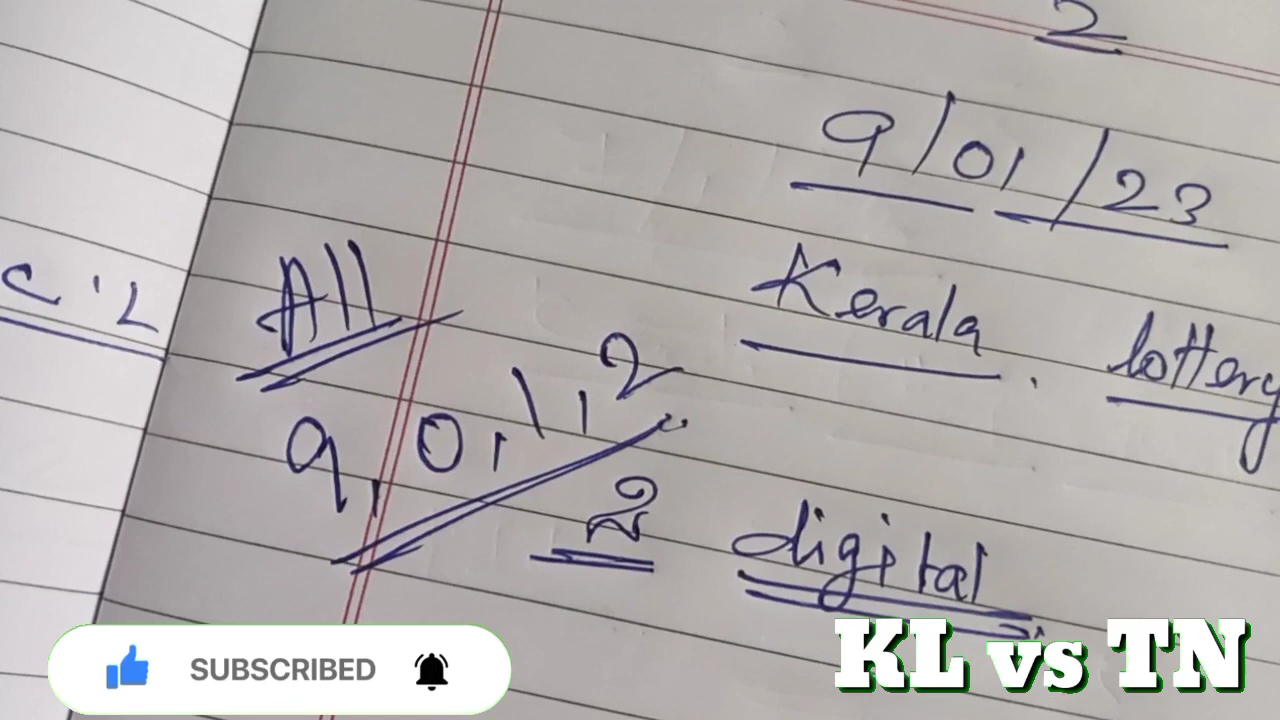 2
9/01/23
C'L
All
Kerala. lottery
9, 0, 1, 2
2 digital
SUBSCRIBED
KL vs TN